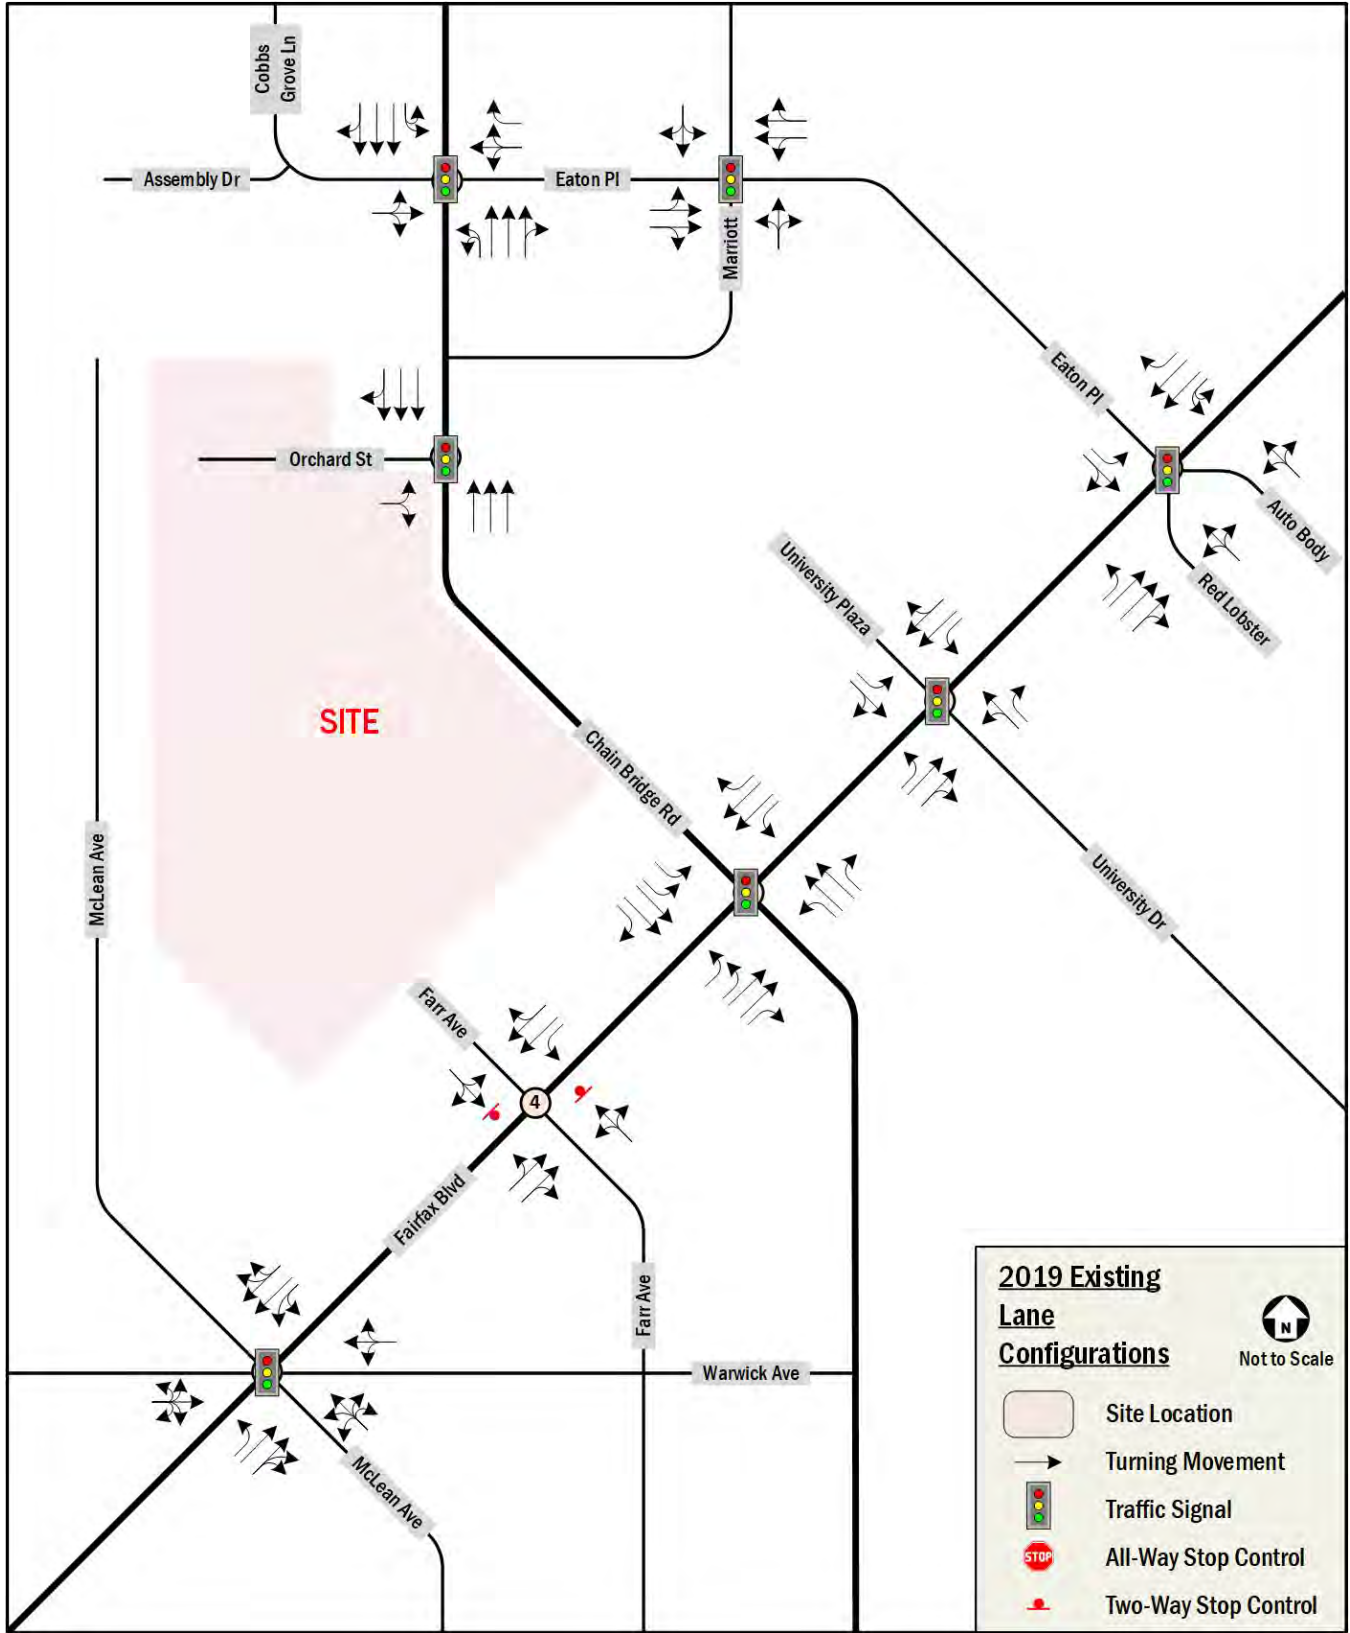 Cobbs
Grove Ln
Assembly Dr
Eaton Pl
Marriott
Eaton Pl
Orchard St
Auto Body
Red Lobster
University Plaza
SITE
Chain Bridge Rd
McLean Ave
University Dr
Farr Ave
4
Fairfax Blvd
Farr Ave
Warwick Ave
McLean Ave
2019 Existing
Lane
Configurations
N
Not to Scale
Site Location
Turning Movement
Traffic Signal
STOP
All-Way Stop Control
Two-Way Stop Control